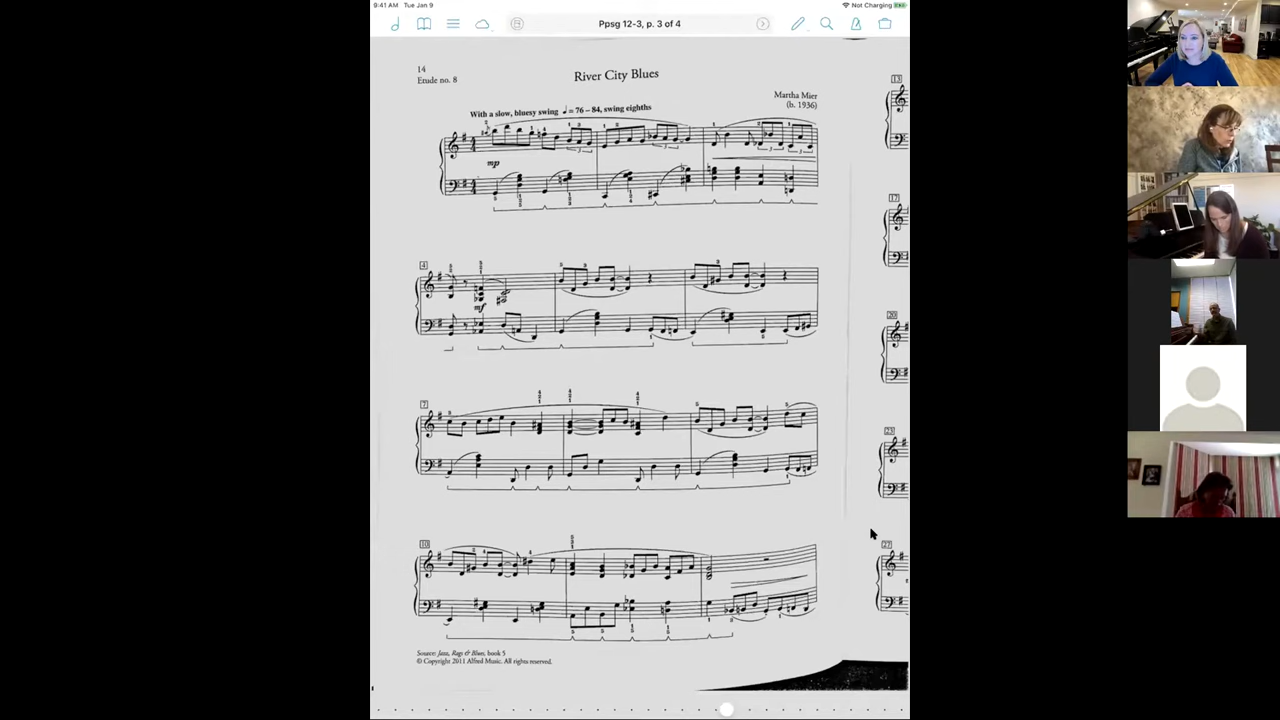 9:41 AM Tue Jan 9
Not Charging
Ppsg 12-3, p. 3 of 4
14
Etude no. 8
River City Blues
Martha Mier
(b. 1936)
With a slow, bluesy swing ♩ = 76 – 84, swing eighths
mp
4
mf
7
10
Source: Jazz, Rags & Blues, book 5
© Copyright 2011 Alfred Music. All rights reserved.
13
17
20
23
27